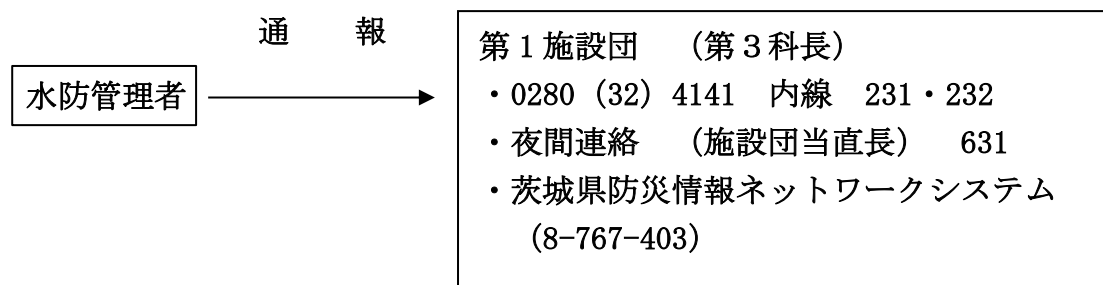 通　報
水防管理者
第1施設団　（第３科長）
・0280（32）4141　内線　231・232
・夜間連絡　（施設団当直長）　631
・茨城県防災情報ネットワークシステム
（8-767-403）